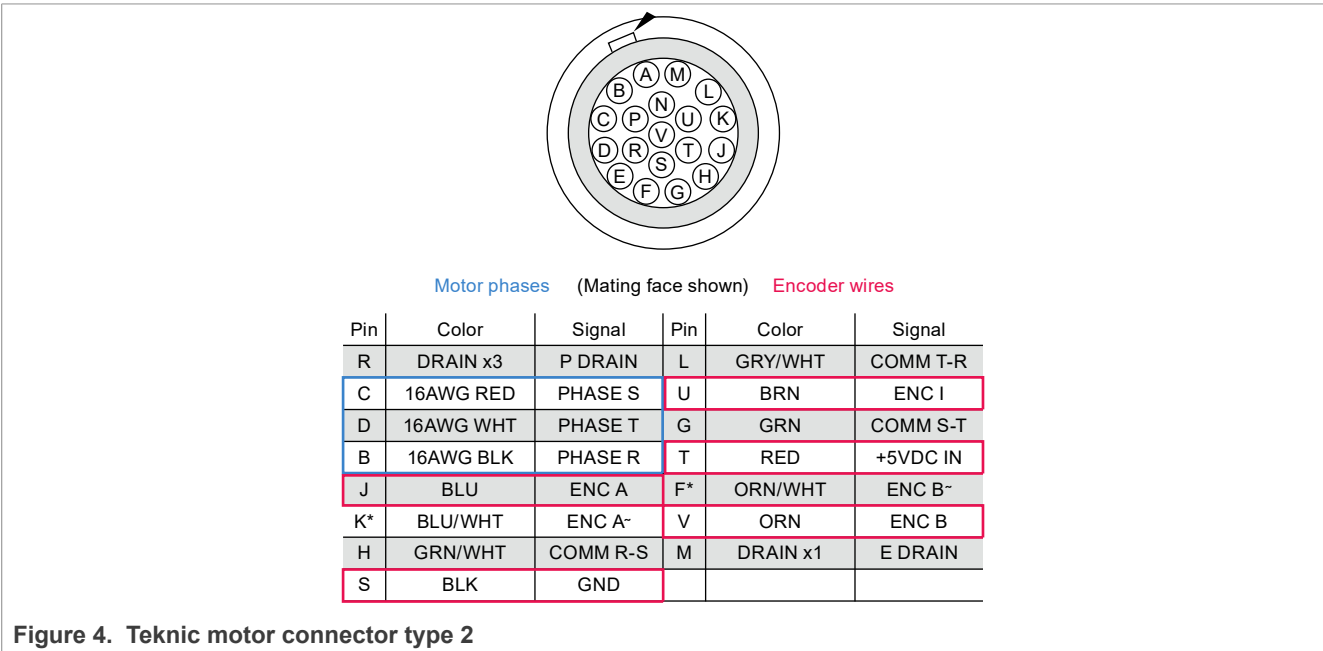 A M
B L
N
C P U K
V
D R T J
S
E H
F G
Motor phases (Mating face shown) Encoder wires
Pin Color Signal Pin Color Signal
R DRAIN x3 P DRAIN L GRY/WHT COMM T-R
C 16AWG RED PHASE S U BRN ENC I
D 16AWG WHT PHASE T G GRN COMM S-T
B 16AWG BLK PHASE R T RED +5VDC IN
J BLU ENC A F* ORN/WHT ENC B~
K* BLU/WHT ENC A~ V ORN ENC B
H GRN/WHT COMM R-S M DRAIN x1 E DRAIN
S BLK GND
Figure 4. Teknic motor connector type 2